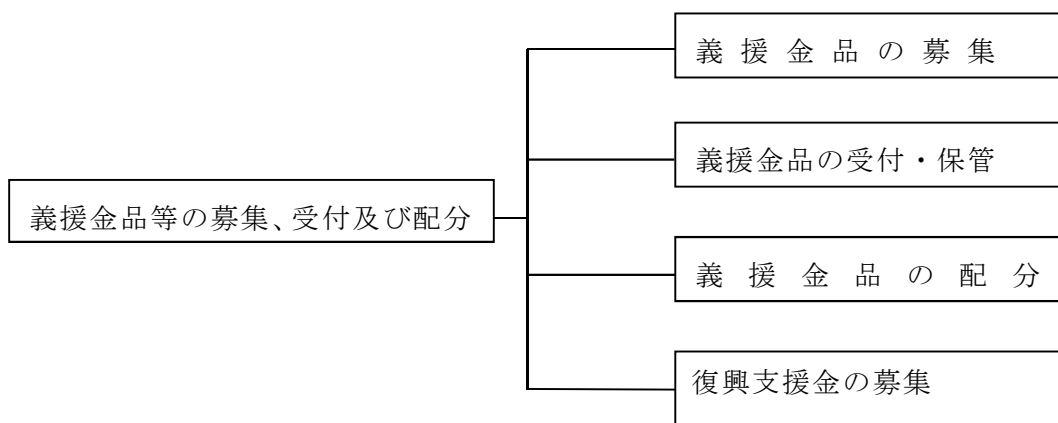 義援金品の募集
義援金品の受付・保管
義援金品等の募集、受付及び配分
義援金品の配分
復興支援金の募集